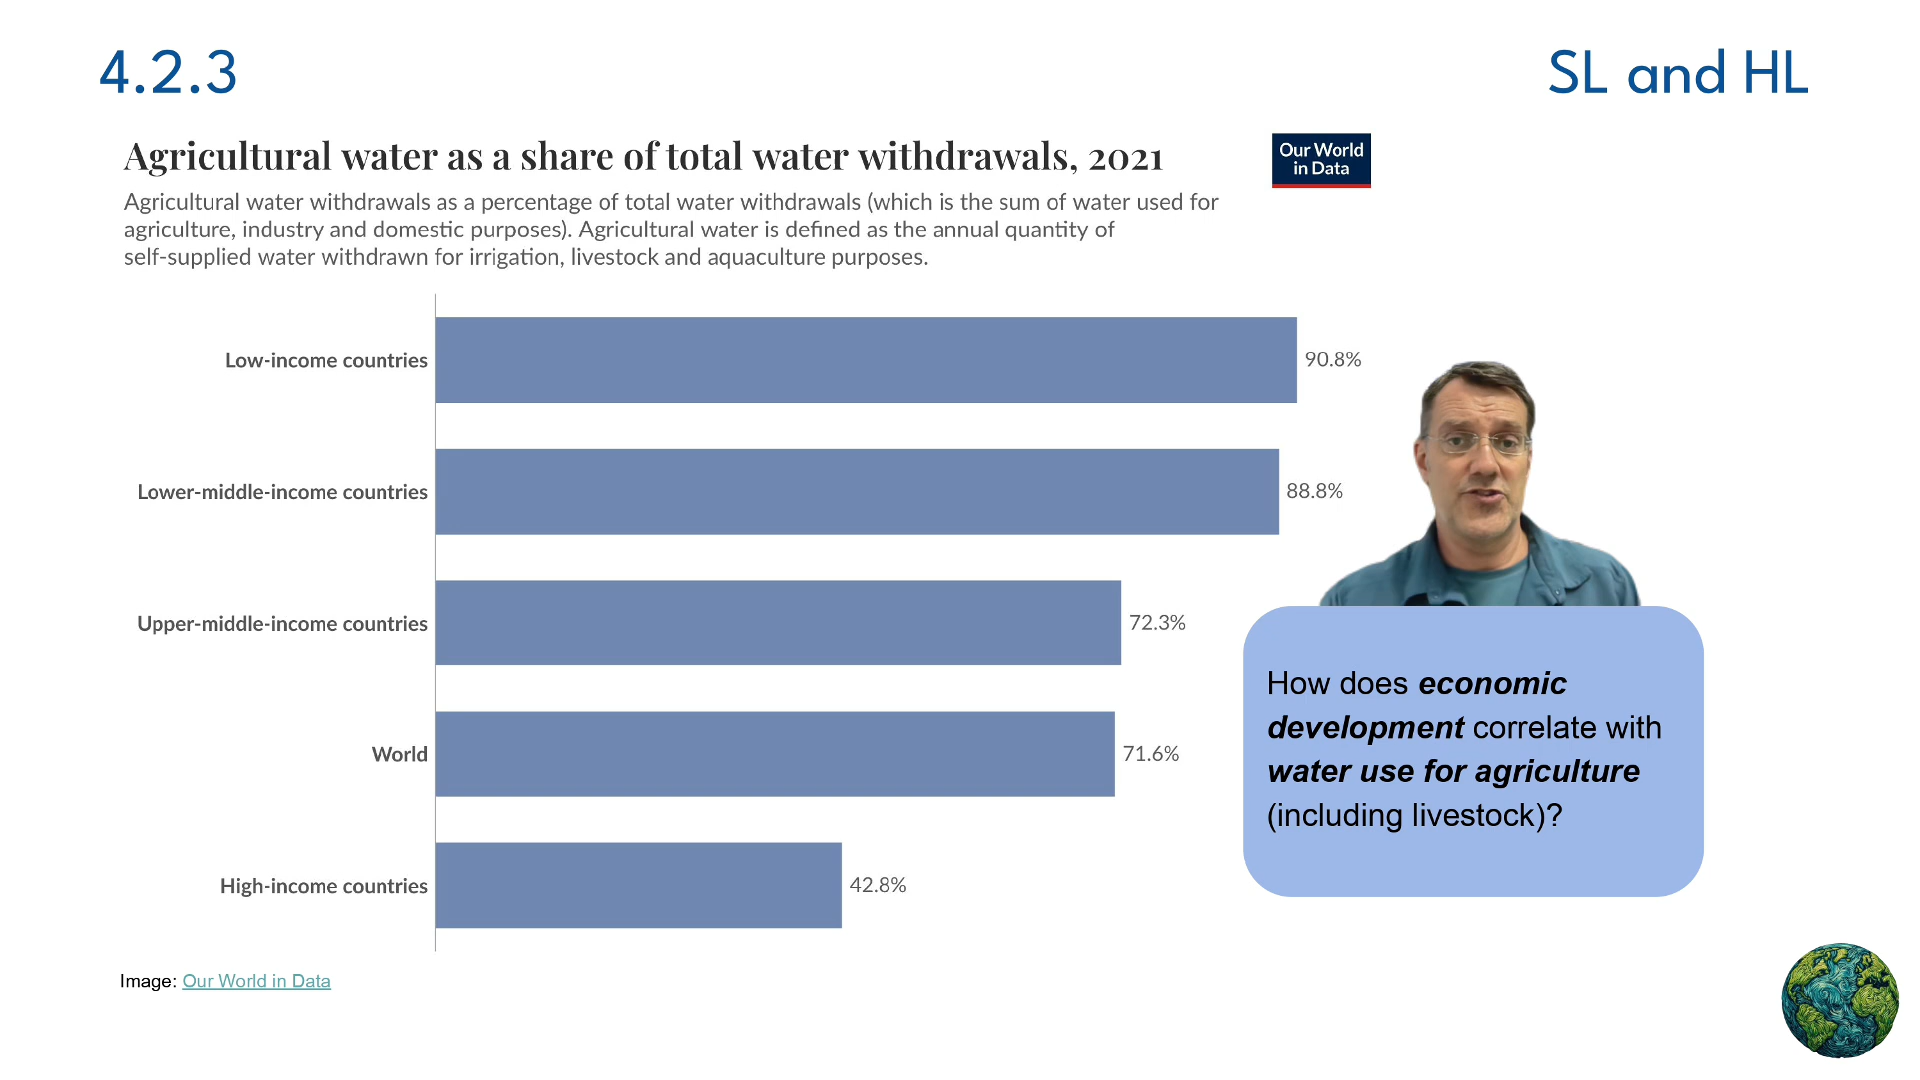 4.2.3
SL and HL
Agricultural water as a share of total water withdrawals, 2021
Our World
in Data
Agricultural water withdrawals as a percentage of total water withdrawals (which is the sum of water used for
agriculture, industry and domestic purposes). Agricultural water is defined as the annual quantity of
self-supplied water withdrawn for irrigation, livestock and aquaculture purposes.
Low-income countries 90.8%
Lower-middle-income countries 88.8%
Upper-middle-income countries 72.3%
World 71.6%
High-income countries 42.8%
How does economic
development correlate with
water use for agriculture
(including livestock)?
Image: Our World in Data